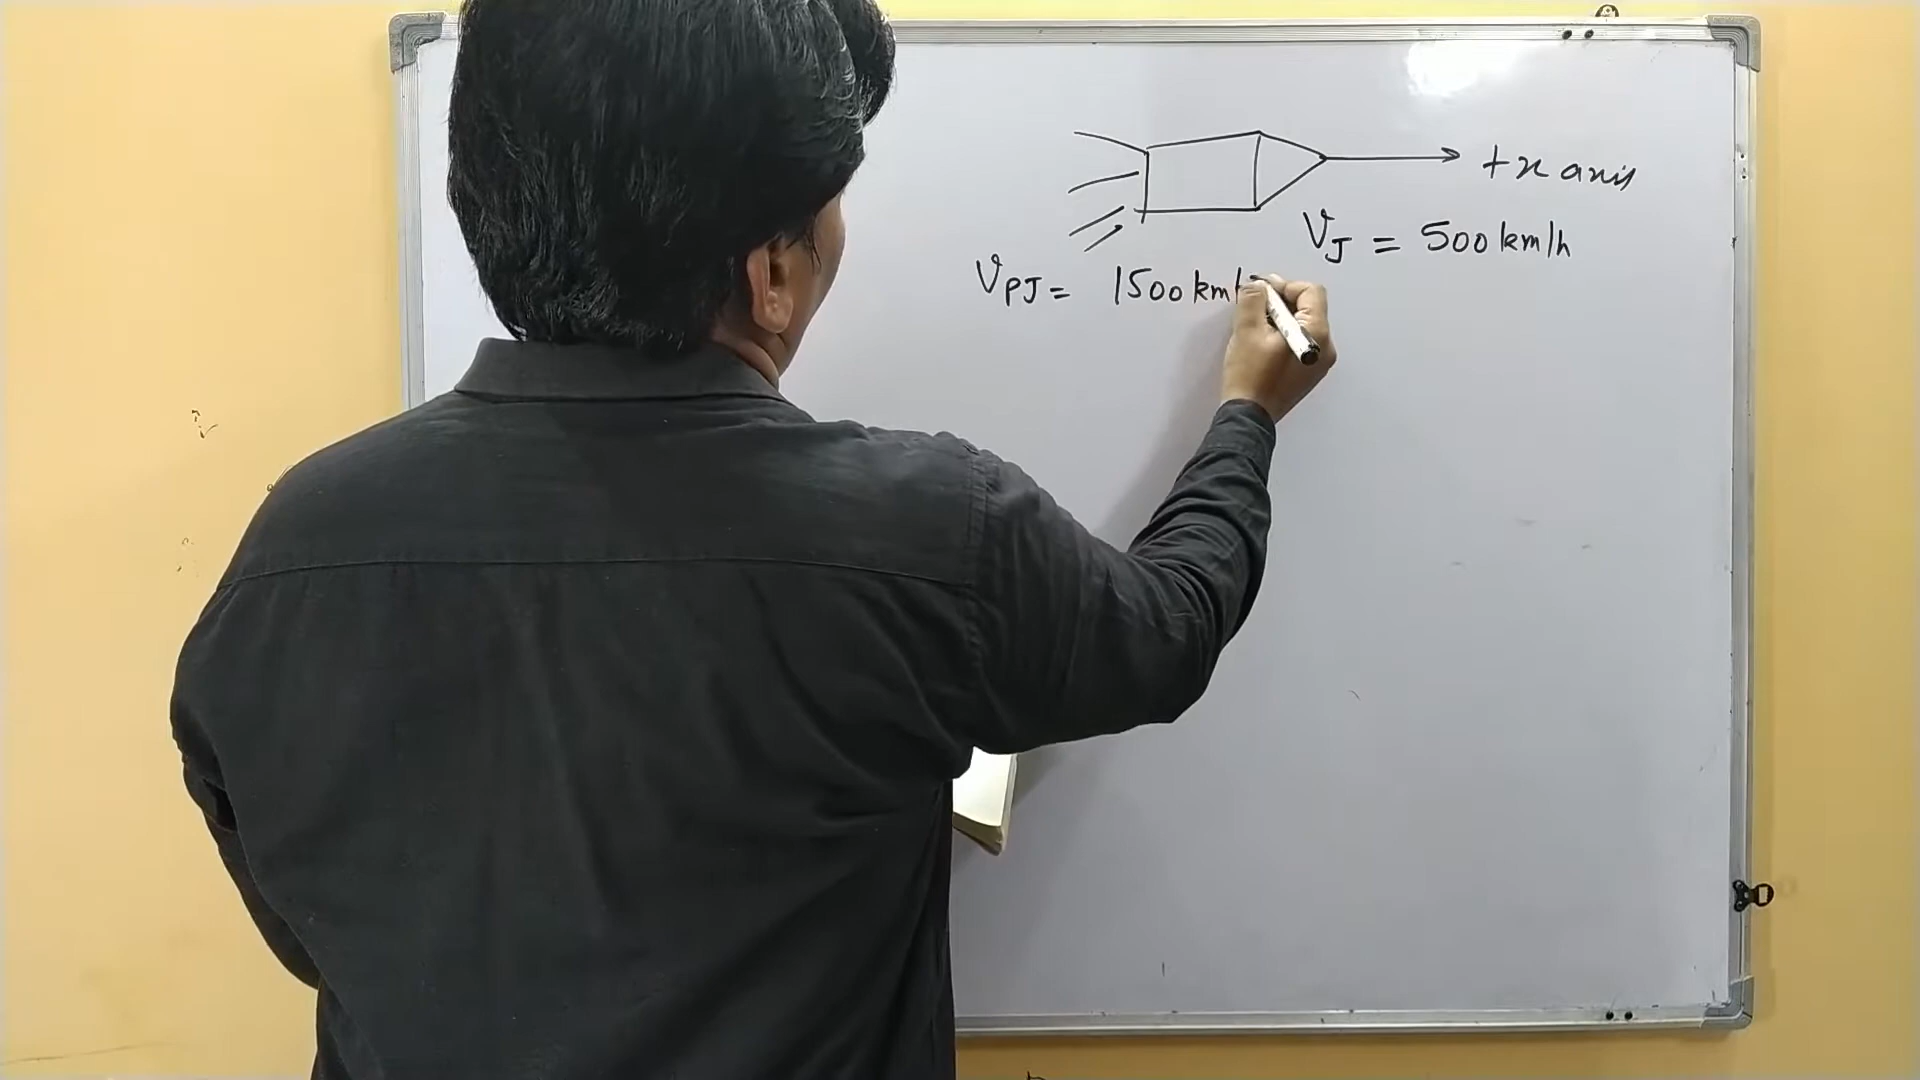 +x axis
V_J = 500 km/h
V_PJ = 1500 km/